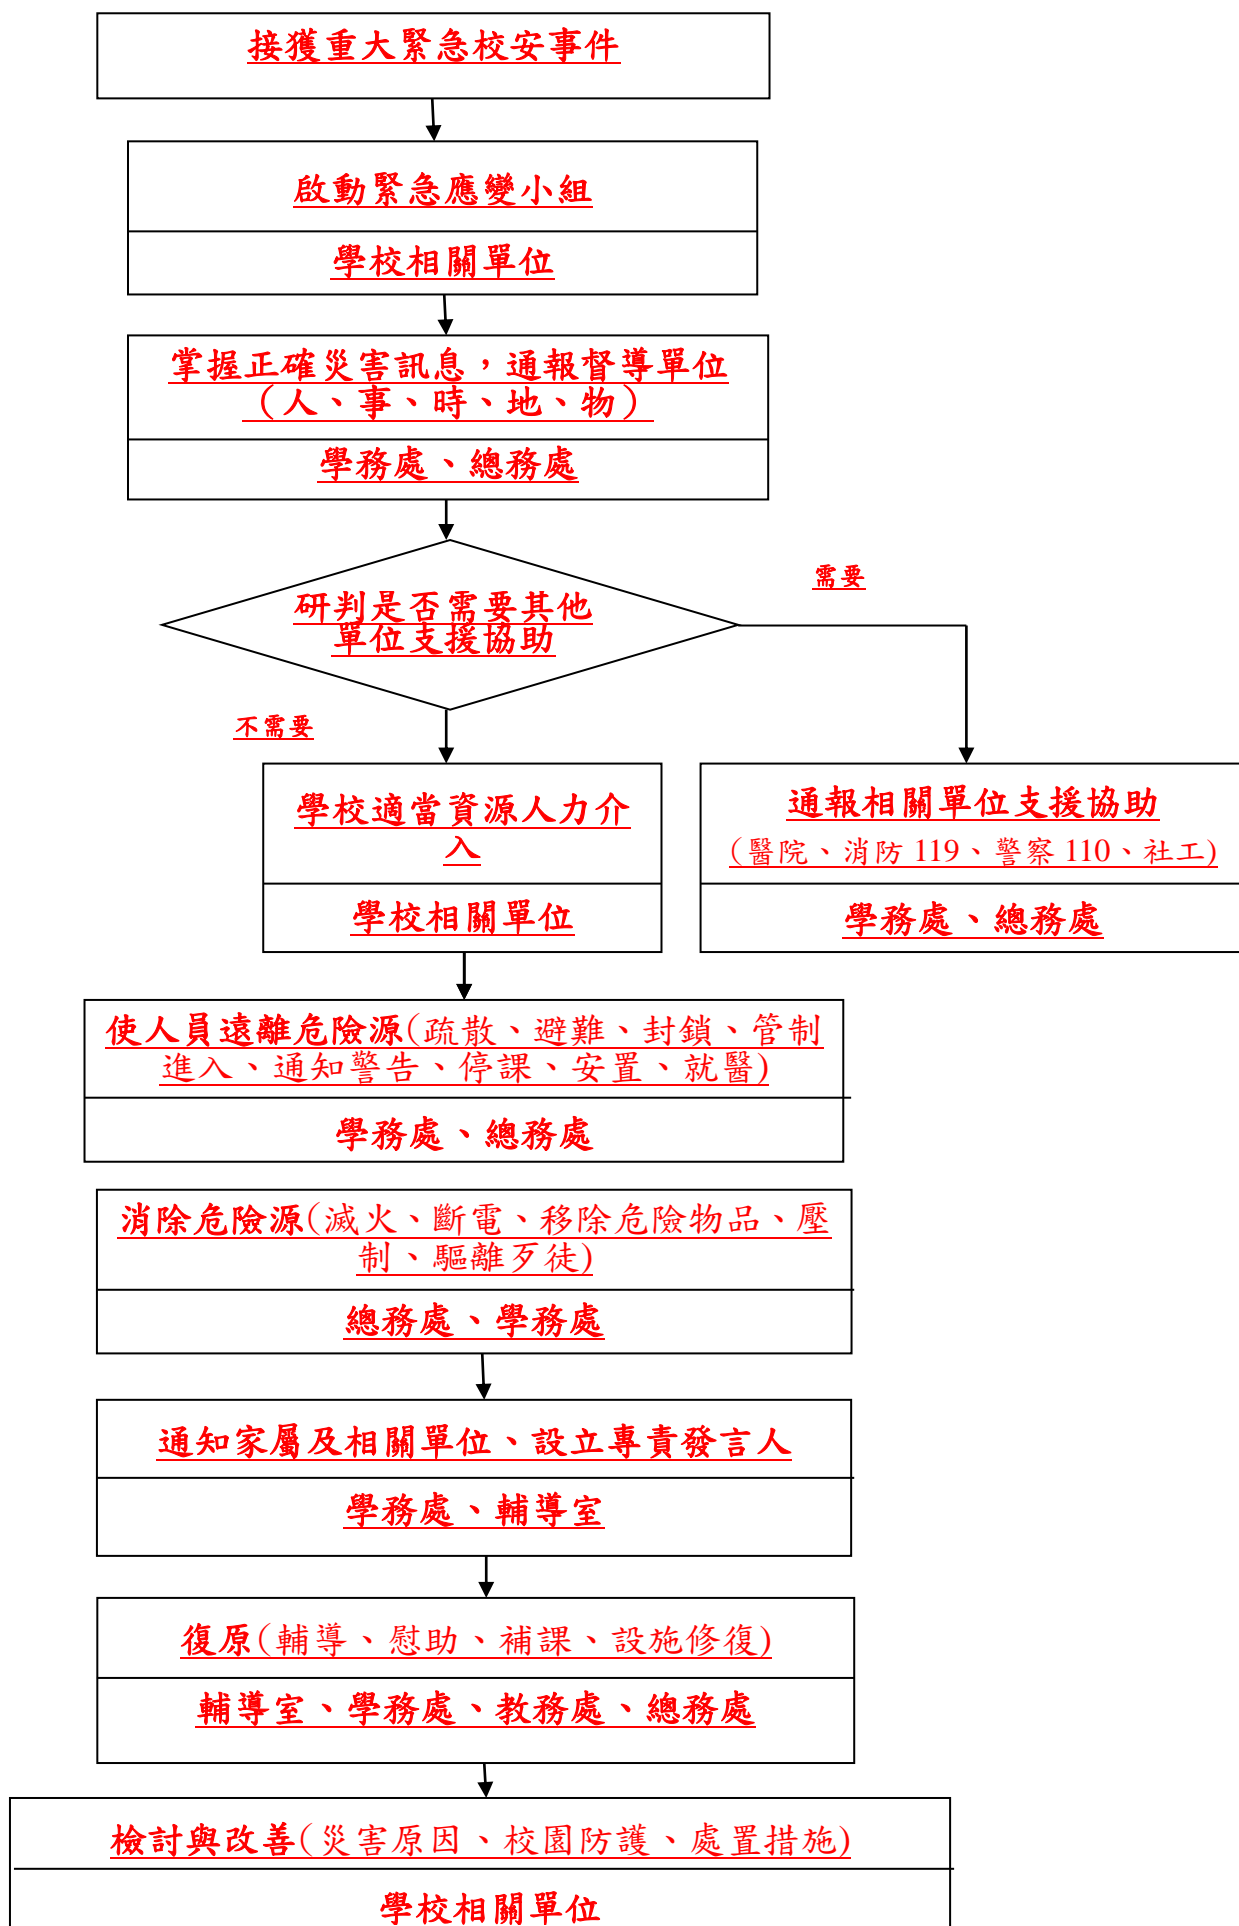 接獲重大緊急校安事件
啟動緊急應變小組
學校相關單位
掌握正確災害訊息，通報督導單位
（人、事、時、地、物）
學務處、總務處
研判是否需要其他
單位支援協助
需要
不需要
學校適當資源人力介
入
學校相關單位
通報相關單位支援協助
(醫院、消防 119、警察 110、社工)
學務處、總務處
使人員遠離危險源(疏散、避難、封鎖、管制
進入、通知警告、停課、安置、就醫)
學務處、總務處
消除危險源(滅火、斷電、移除危險物品、壓
制、驅離歹徒)
總務處、學務處
通知家屬及相關單位、設立專責發言人
學務處、輔導室
復原(輔導、慰助、補課、設施修復)
輔導室、學務處、教務處、總務處
檢討與改善(災害原因、校園防護、處置措施)
學校相關單位